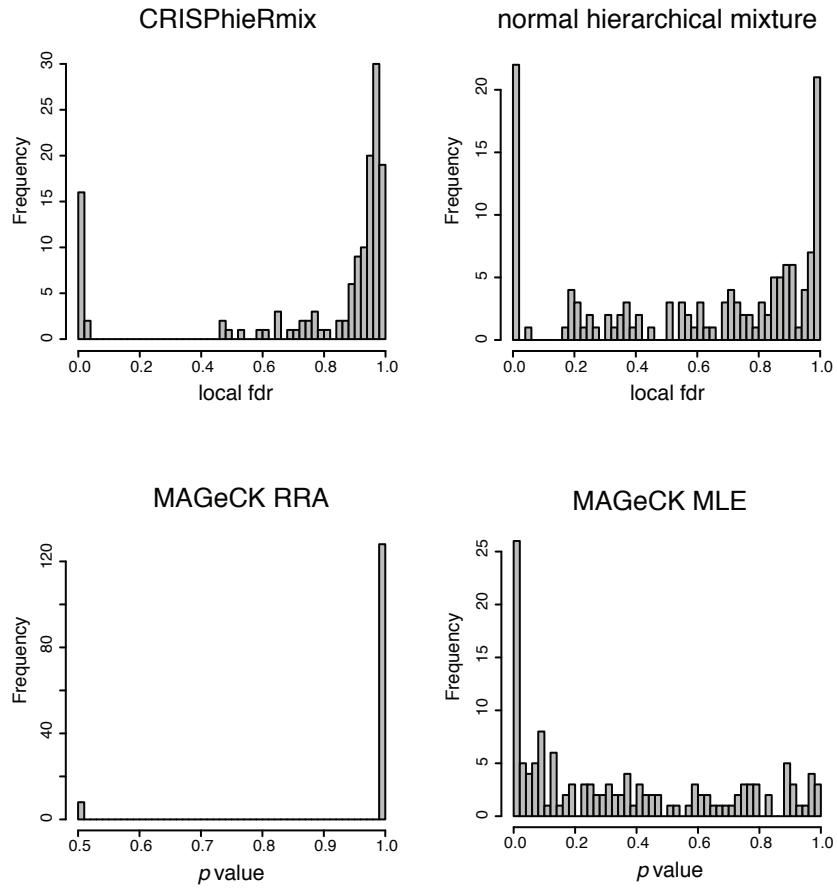 CRISPhieRmix
Frequency
0
5
10
15
20
25
30
0.0 0.2 0.4 0.6 0.8 1.0
local fdr
normal hierarchical mixture
Frequency
0
5
10
15
20
0.0 0.2 0.4 0.6 0.8 1.0
local fdr
MAGeCK RRA
Frequency
0
40
80
120
0.5 0.6 0.7 0.8 0.9 1.0
p value
MAGeCK MLE
Frequency
0
5
10
15
20
25
0.0 0.2 0.4 0.6 0.8 1.0
p value